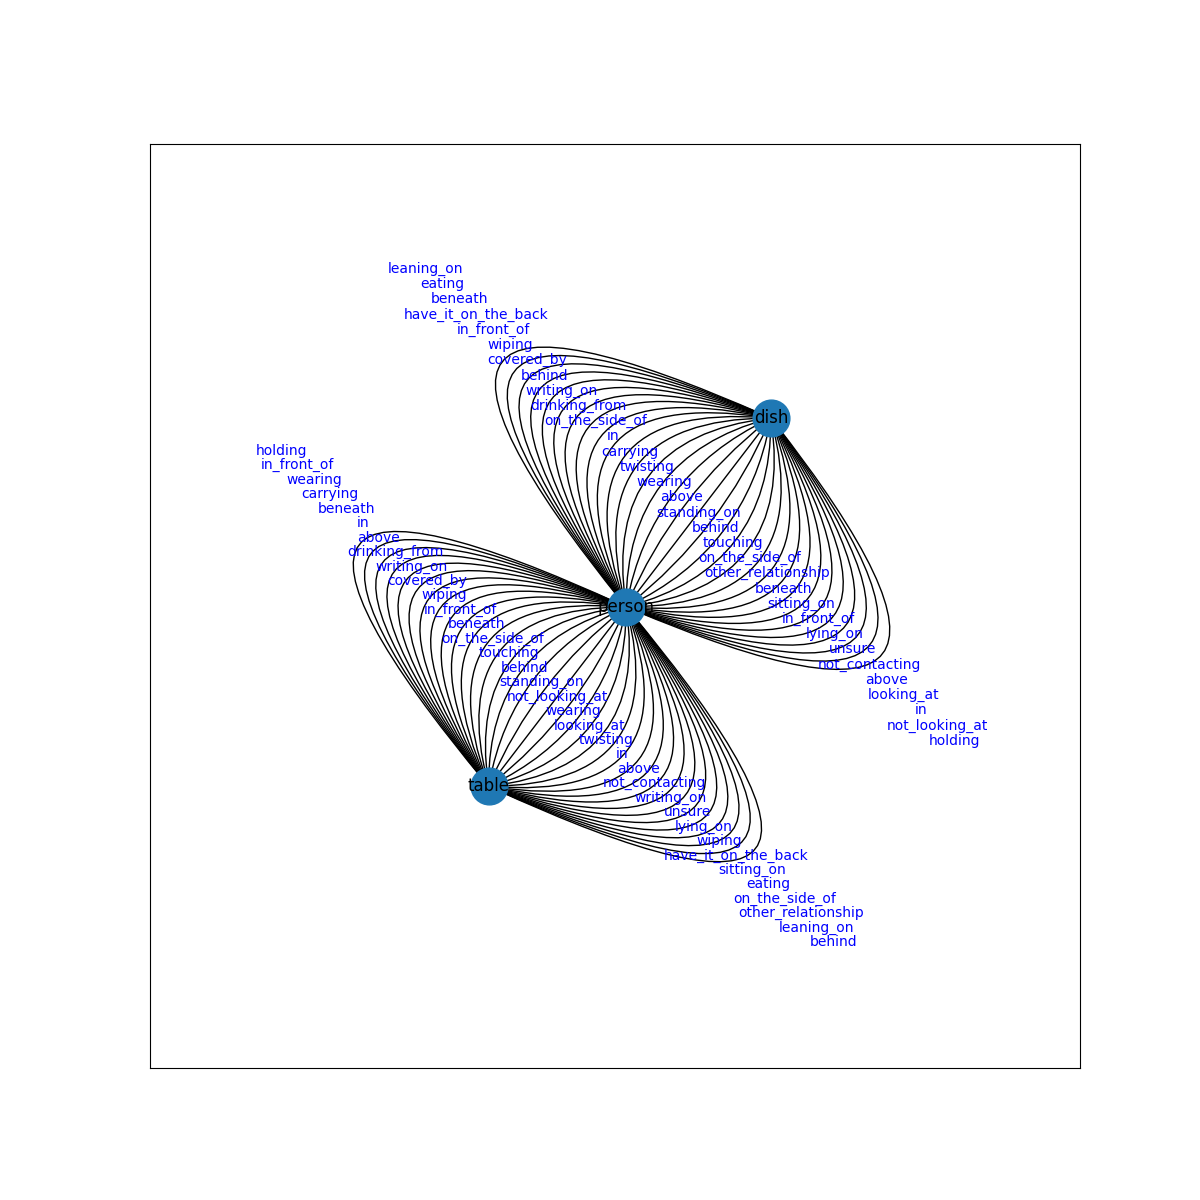 leaning_on
eating
beneath
have_it_on_the_back
in_front_of
wiping
covered_by
behind
writing_on
drinking_from
on_the_side_of
in
carrying
twisting
wearing
above
standing_on
behind
touching
on_the_side_of
other_relationship
beneath
sitting_on
in_front_of
lying_on
unsure
not_contacting
above
looking_at
in
not_looking_at
holding
dish
person
table
holding
in_front_of
wearing
carrying
beneath
in
above
drinking_from
writing_on
covered_by
wiping
in_front_of
beneath
on_the_side_of
touching
behind
standing_on
not_looking_at
wearing
looking_at
twisting
in
above
not_contacting
writing_on
unsure
lying_on
wiping
have_it_on_the_back
sitting_on
eating
on_the_side_of
other_relationship
leaning_on
behind